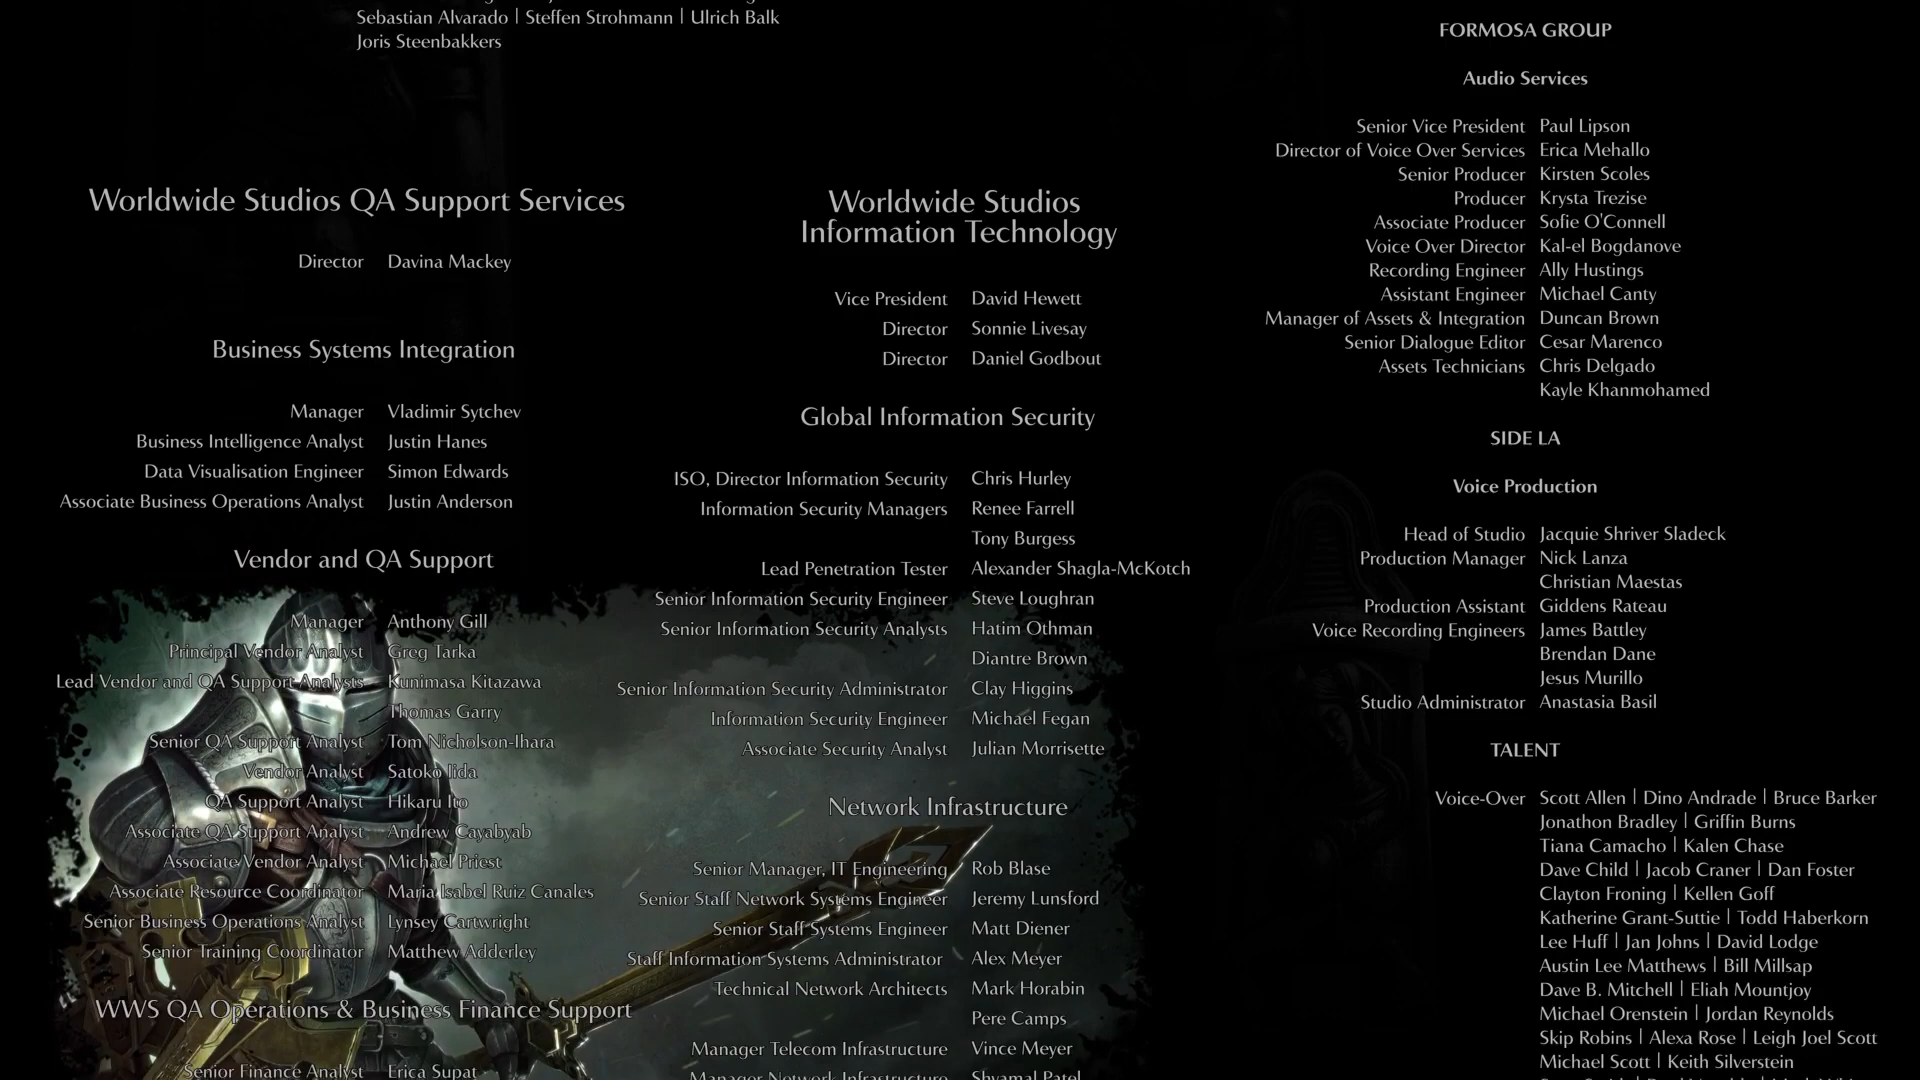 Sebastian Alvarado | Steffen Strohmann | Ulrich Balk
Joris Steenbakkers
Worldwide Studios QA Support Services
Director Davina Mackey
Business Systems Integration
Manager Vladimir Sytchev
Business Intelligence Analyst Justin Hanes
Data Visualisation Engineer Simon Edwards
Associate Business Operations Analyst Justin Anderson
Vendor and QA Support
Manager Anthony Gill
Principal Vendor Analyst Greg Tarka
Lead Vendor and QA Support Analysts Kunimasa Kitazawa
Thomas Garry
Senior QA Support Analyst Tom Nicholson-Ihara
Vendor Analyst Satoko Iida
QA Support Analyst Hikaru Ito
Associate QA Support Analyst Andrew Cayabyab
Associate Vendor Analyst Michael Priest
Associate Resource Coordinator Maria Isabel Ruiz Canales
Senior Business Operations Analyst Lynsey Cartwright
Senior Training Coordinator Matthew Adderley
WWS QA Operations & Business Finance Support
Senior Finance Analyst Erica Supat
Worldwide Studios
Information Technology
Vice President David Hewett
Director Sonnie Livesay
Director Daniel Godbout
Global Information Security
ISO, Director Information Security Chris Hurley
Information Security Managers Renee Farrell
Tony Burgess
Lead Penetration Tester Alexander Shagla-McKotch
Senior Information Security Engineer Steve Loughran
Senior Information Security Analysts Hatim Othman
Diantre Brown
Senior Information Security Administrator Clay Higgins
Information Security Engineer Michael Fegan
Associate Security Analyst Julian Morrisette
Network Infrastructure
Senior Manager, IT Engineering Rob Blase
Senior Staff Network Systems Engineer Jeremy Lunsford
Senior Staff Systems Engineer Matt Diener
Staff Information Systems Administrator Alex Meyer
Technical Network Architects Mark Horabin
Pere Camps
Manager Telecom Infrastructure Vince Meyer
Manager Network Infrastructure Shyamal Patel
FORMOSA GROUP
Audio Services
Senior Vice President Paul Lipson
Director of Voice Over Services Erica Mehallo
Senior Producer Kirsten Scoles
Producer Krysta Trezise
Associate Producer Sofie O'Connell
Voice Over Director Kal-el Bogdanove
Recording Engineer Ally Hustings
Assistant Engineer Michael Canty
Manager of Assets & Integration Duncan Brown
Senior Dialogue Editor Cesar Marenco
Assets Technicians Chris Delgado
Kayle Khanmohamed
SIDE LA
Voice Production
Head of Studio Jacquie Shriver Sladeck
Production Manager Nick Lanza
Christian Maestas
Production Assistant Giddens Rateau
Voice Recording Engineers James Battley
Brendan Dane
Jesus Murillo
Studio Administrator Anastasia Basil
TALENT
Voice-Over Scott Allen | Dino Andrade | Bruce Barker
Jonathon Bradley | Griffin Burns
Tiana Camacho | Kalen Chase
Dave Child | Jacob Craner | Dan Foster
Clayton Froning | Kellen Goff
Katherine Grant-Suttie | Todd Haberkorn
Lee Huff | Jan Johns | David Lodge
Austin Lee Matthews | Bill Millsap
Dave B. Mitchell | Eliah Mountjoy
Michael Orenstein | Jordan Reynolds
Skip Robins | Alexa Rose | Leigh Joel Scott
Michael Scott | Keith Silverstein